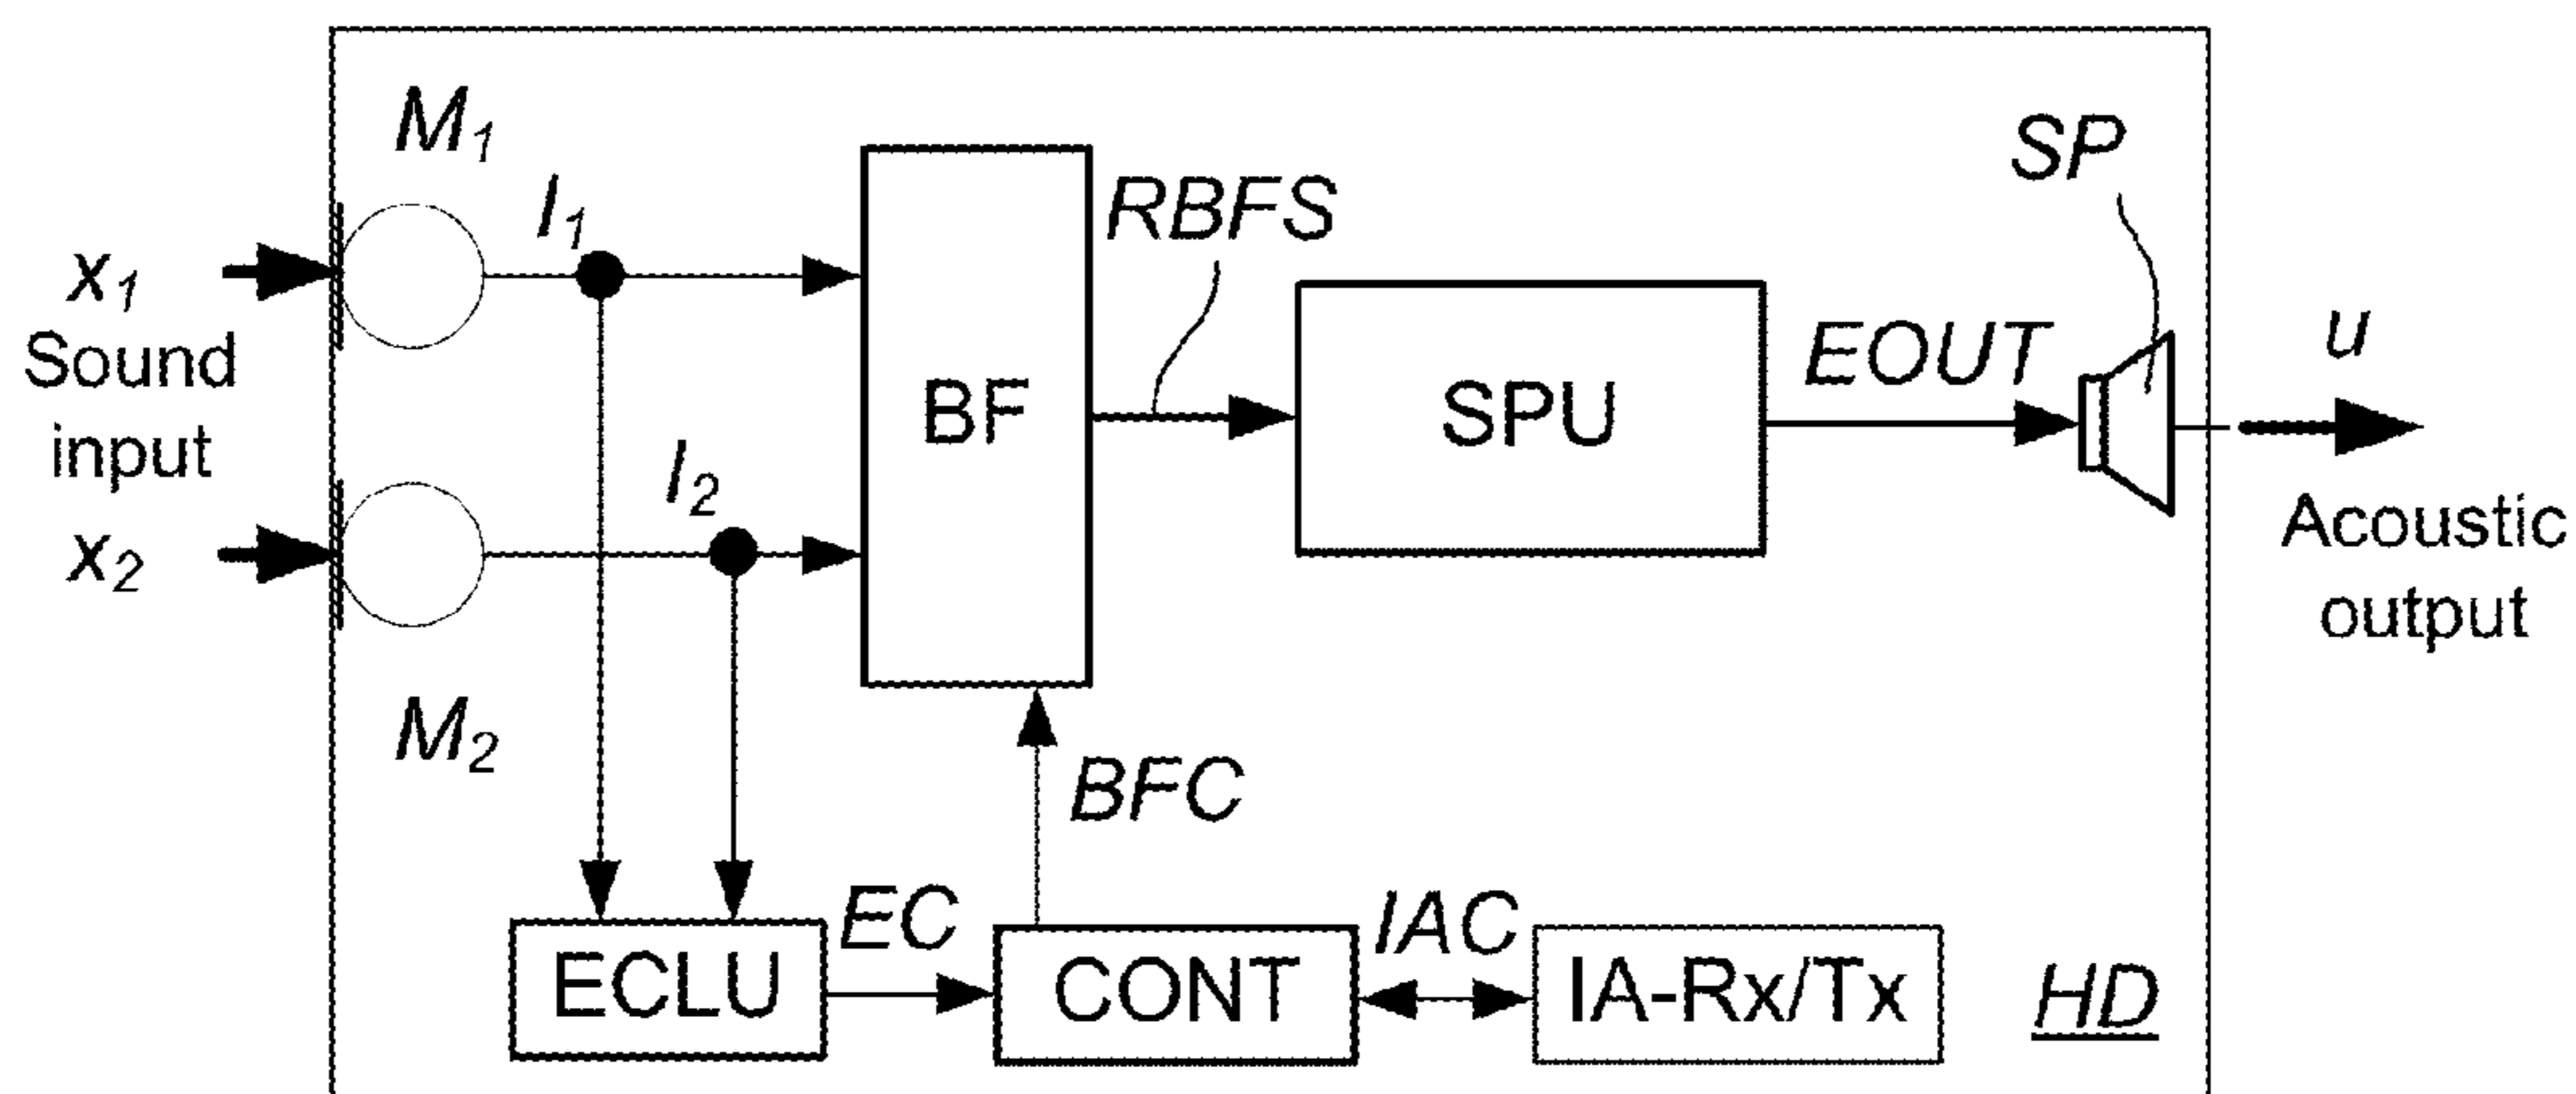 M1
I1
x1
Sound
input
x2
M2
I2
BF
RBFS
SPU
EOUT
SP
u
Acoustic
output
BFC
ECLU
EC
CONT
IAC
IA-Rx/Tx
HD